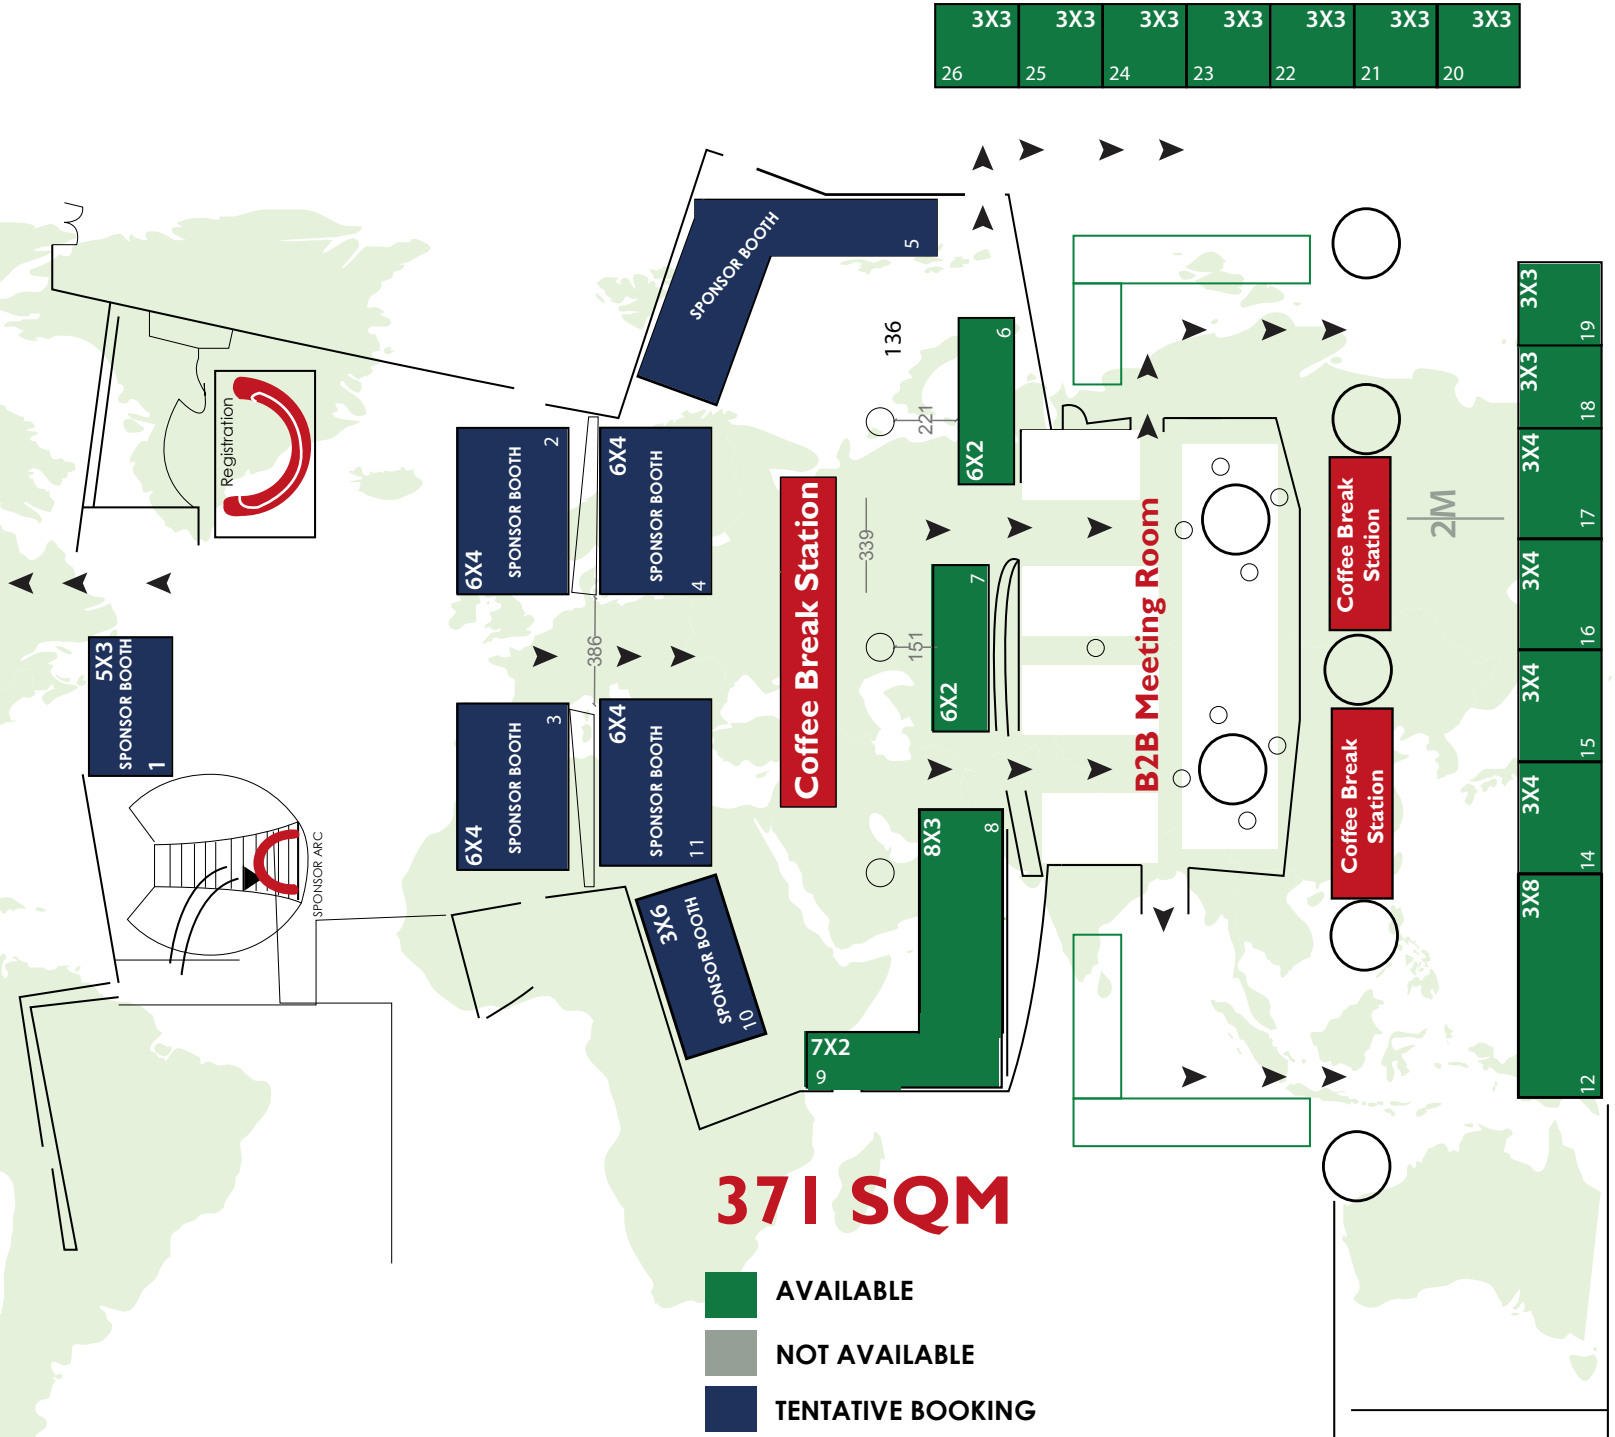 3X3
26
3X3
25
3X3
24
3X3
23
3X3
22
3X3
21
3X3
20
SPONSOR BOOTH
5
136
6
6X2
221
3X3
19
3X3
18
3X4
17
3X4
16
3X4
15
3X4
14
3X8
12
Registration
2
SPONSOR BOOTH
6X4
6X4
SPONSOR BOOTH
4
Coffee Break Station
339
7
6X2
151
B2B Meeting Room
Coffee Break
Station
2M
386
5X3
SPONSOR BOOTH
1
3
SPONSOR BOOTH
6X4
6X4
SPONSOR BOOTH
11
Coffee Break
Station
8X3
8
SPONSOR ARC
3X6
SPONSOR BOOTH
10
7X2
9
371 SQM
AVAILABLE
NOT AVAILABLE
TENTATIVE BOOKING